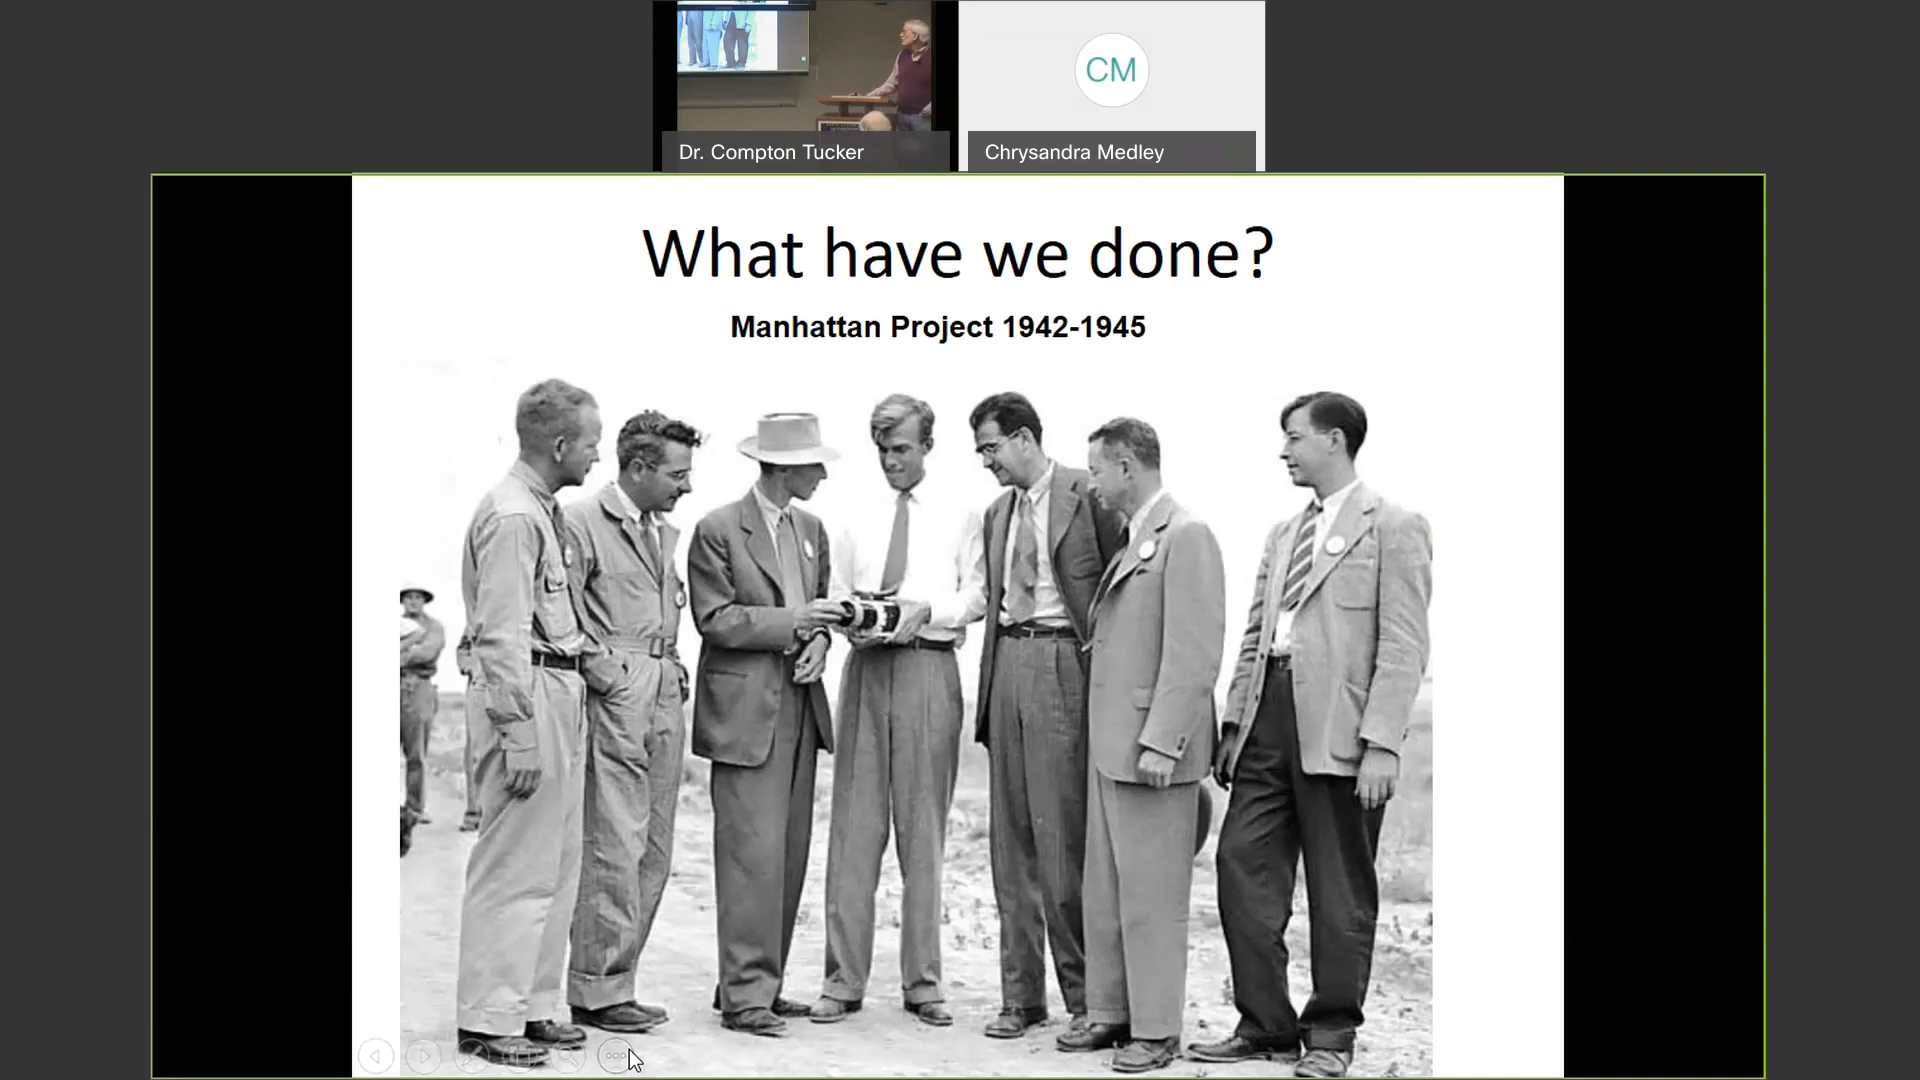 CM
Dr. Compton Tucker
Chrysandra Medley
What have we done?
Manhattan Project 1942-1945